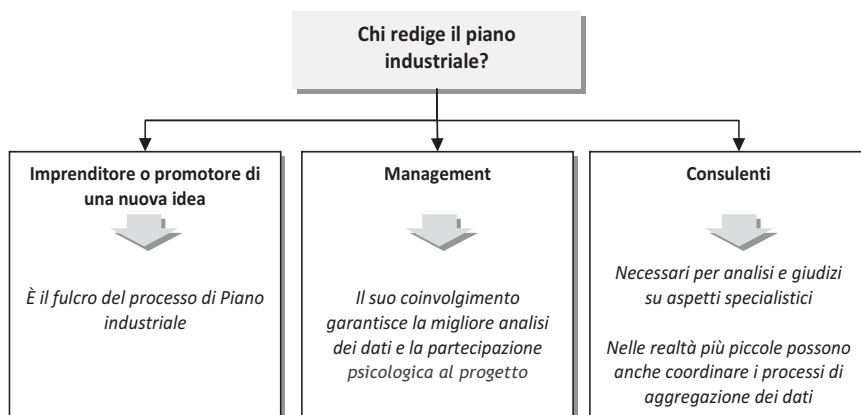 Chi redige il piano
industriale?
Imprenditore o promotore di
una nuova idea
È il fulcro del processo di Piano
industriale
Management
Il suo coinvolgimento
garantisce la migliore analisi
dei dati e la partecipazione
psicologica al progetto
Consulenti
Necessari per analisi e giudizi
su aspetti specialistici
Nelle realtà più piccole possono
anche coordinare i processi di
aggregazione dei dati